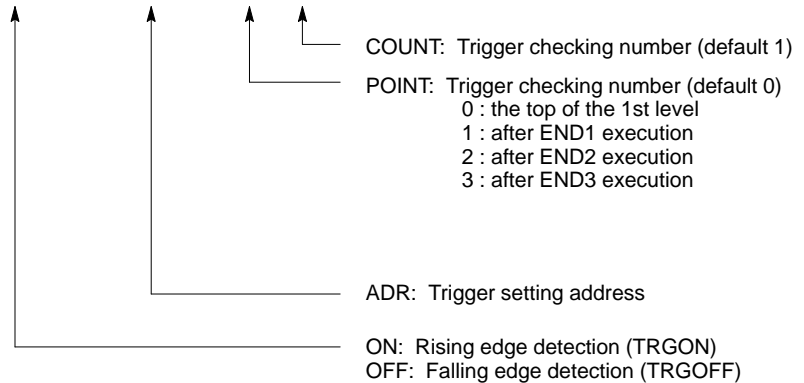 COUNT: Trigger checking number (default 1)
POINT: Trigger checking number (default 0)
0 : the top of the 1st level
1 : after END1 execution
2 : after END2 execution
3 : after END3 execution
ADR: Trigger setting address
ON: Rising edge detection (TRGON)
OFF: Falling edge detection (TRGOFF)